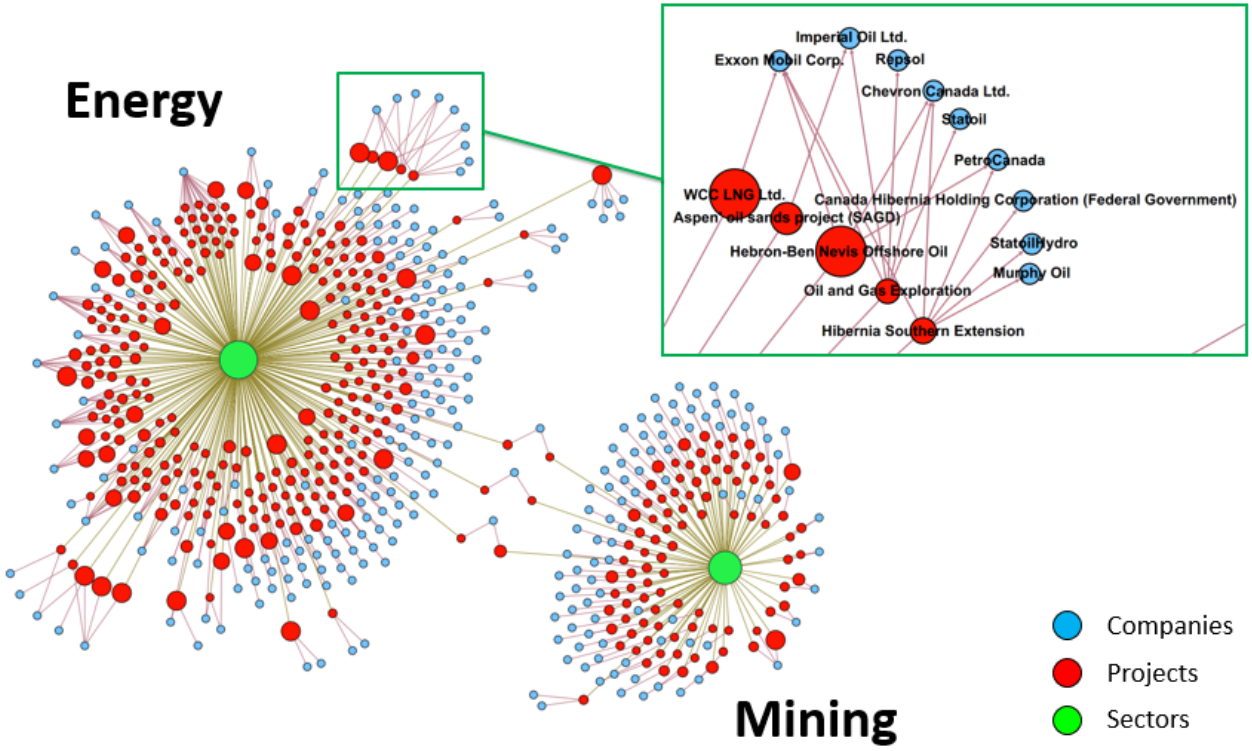 Energy
Imperial Oil Ltd.
Exxon Mobil Corp.
Repsol
Chevron Canada Ltd.
Statoil
PetroCanada
WCC LNG Ltd.
Canada Hibernia Holding Corporation (Federal Government)
Aspen' oil sands project (SAGD)
StatoilHydro
Hebron-Ben Nevis Offshore Oil
Murphy Oil
Oil and Gas Exploration
Hibernia Southern Extension
Companies
Projects
Sectors
Mining